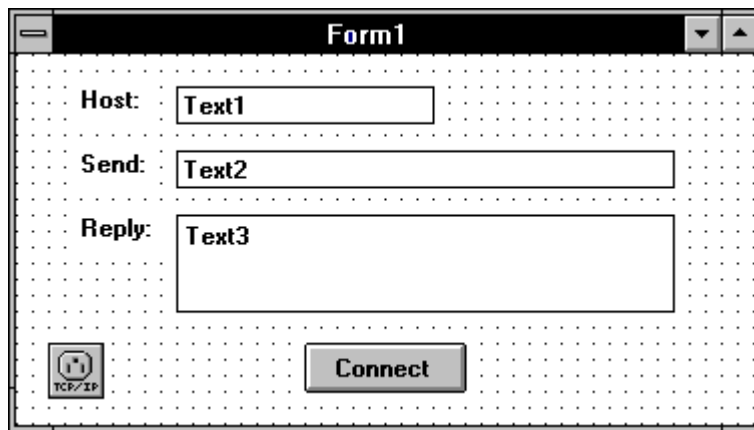 Form1
Host: Text1
Send: Text2
Reply: Text3
TCP/IP
Connect